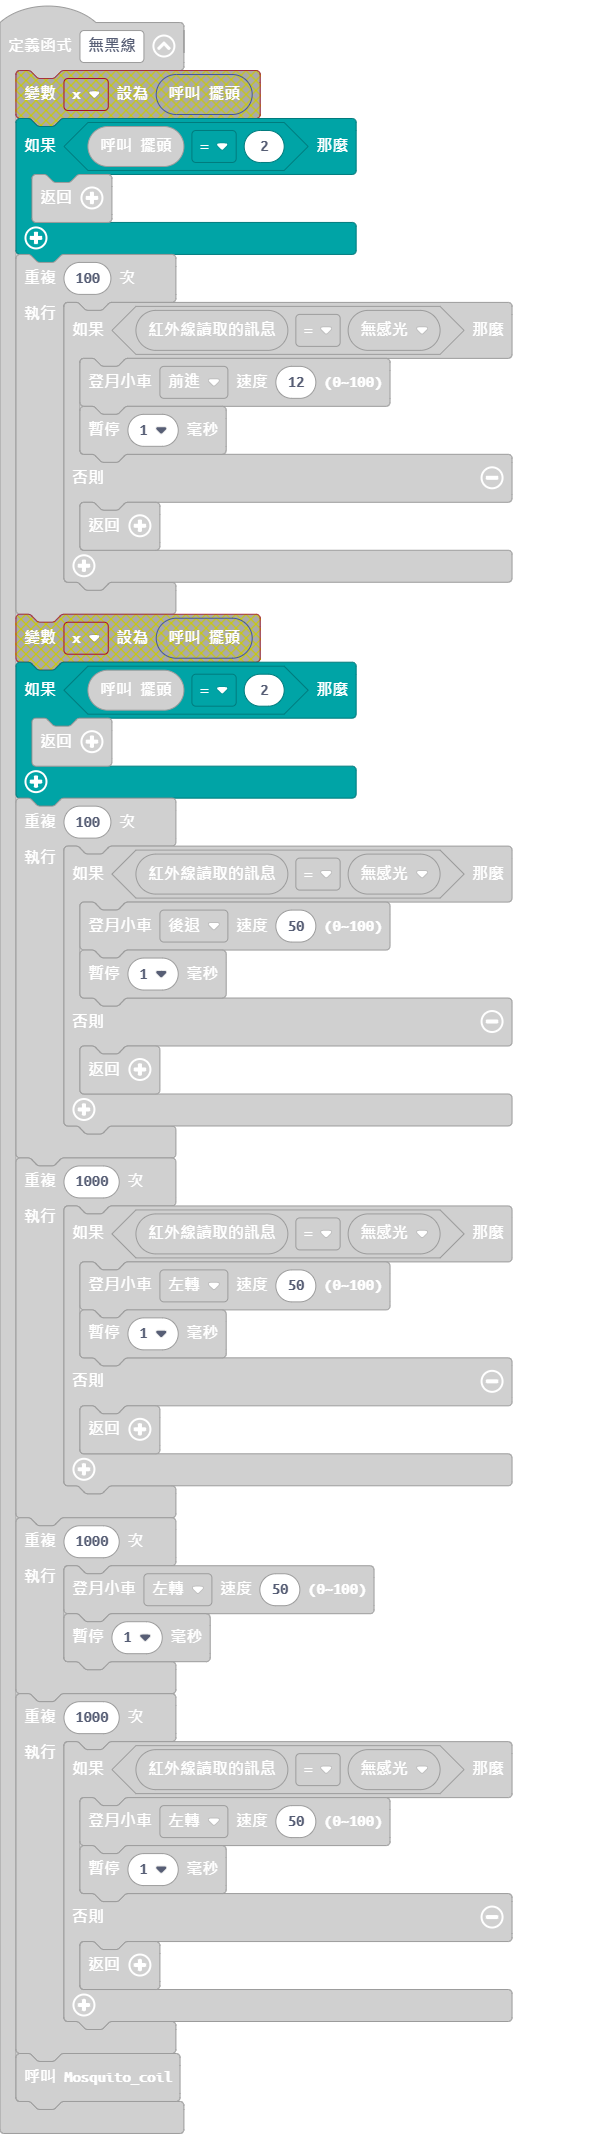 定義函式 無黑線
變數 x 設為 呼叫 擺頭
如果 呼叫 擺頭 = 2 那麼
返回
重複 100 次
執行
如果 紅外線讀取的訊息 = 無感光 那麼
登月小車 前進 速度 12 (0~100)
暫停 1 毫秒
否則
返回
變數 x 設為 呼叫 擺頭
如果 呼叫 擺頭 = 2 那麼
返回
重複 100 次
執行
如果 紅外線讀取的訊息 = 無感光 那麼
登月小車 後退 速度 50 (0~100)
暫停 1 毫秒
否則
返回
重複 1000 次
執行
如果 紅外線讀取的訊息 = 無感光 那麼
登月小車 左轉 速度 50 (0~100)
暫停 1 毫秒
否則
返回
重複 1000 次
執行
登月小車 左轉 速度 50 (0~100)
暫停 1 毫秒
重複 1000 次
執行
如果 紅外線讀取的訊息 = 無感光 那麼
登月小車 左轉 速度 50 (0~100)
暫停 1 毫秒
否則
返回
呼叫 Mosquito_coil